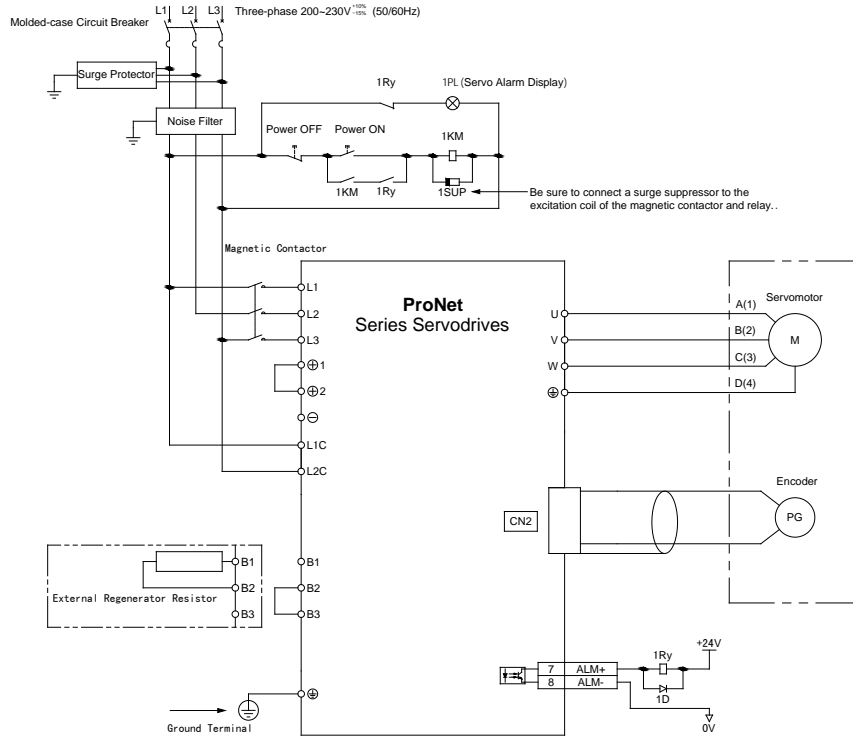 L1 L2 L3 Three-phase 200~230V +10% -15% (50/60Hz)
Molded-case Circuit Breaker
Surge Protector
Noise Filter
1Ry 1PL (Servo Alarm Display)
Power OFF Power ON 1KM
1KM 1Ry 1SUP
Be sure to connect a surge suppressor to the
excitation coil of the magnetic contactor and relay..
Magnetic Contactor
ProNet
Series Servodrives
L1
L2
L3
1
2
L1C
L2C
B1
B2
B3
U
V
W
A(1)
B(2)
C(3)
D(4)
Servomotor
M
CN2
Encoder
PG
B1
B2
B3
External Regenerator Resistor
Ground Terminal
7 ALM+
8 ALM-
1Ry
1D
+24V
0V